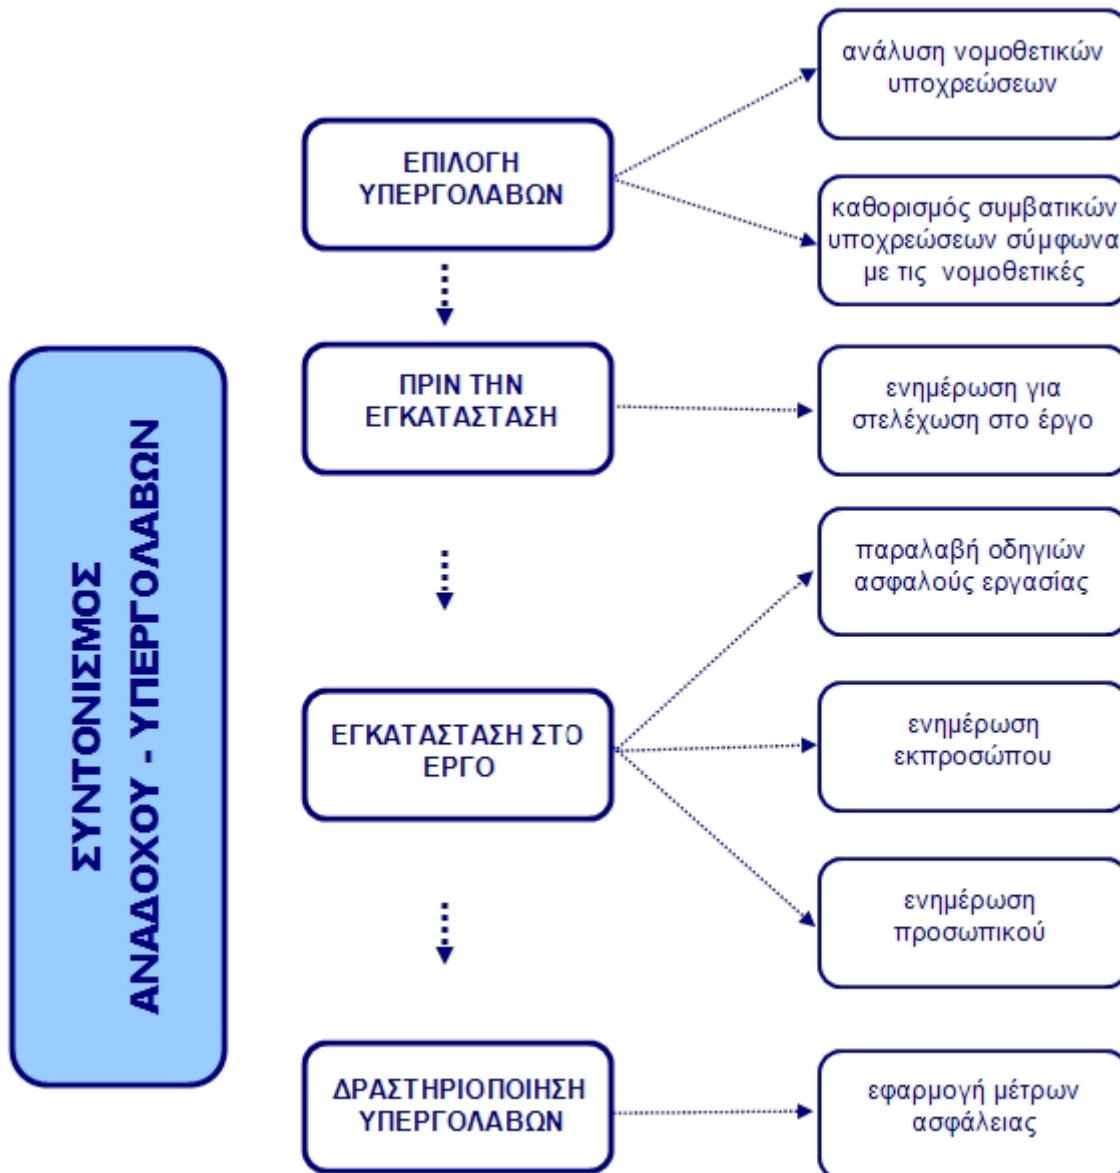 ΣΥΝΤΟΝΙΣΜΟΣ
ΑΝΑΔΟΧΟΥ - ΥΠΕΡΓΟΛΑΒΩΝ
ΕΠΙΛΟΓΗ
ΥΠΕΡΓΟΛΑΒΩΝ
ανάλυση νομοθετικών
υποχρεώσεων
καθορισμός συμβατικών
υποχρεώσεων σύμφωνα
με τις νομοθετικές
ΠΡΙΝ ΤΗΝ
ΕΓΚΑΤΑΣΤΑΣΗ
ενημέρωση για
στελέχωση στο έργο
ΕΓΚΑΤΑΣΤΑΣΗ ΣΤΟ
ΕΡΓΟ
παραλαβή οδηγιών
ασφαλούς εργασίας
ενημέρωση
εκπροσώπου
ενημέρωση
προσωπικού
ΔΡΑΣΤΗΡΙΟΠΟΙΗΣΗ
ΥΠΕΡΓΟΛΑΒΩΝ
εφαρμογή μέτρων
ασφάλειας